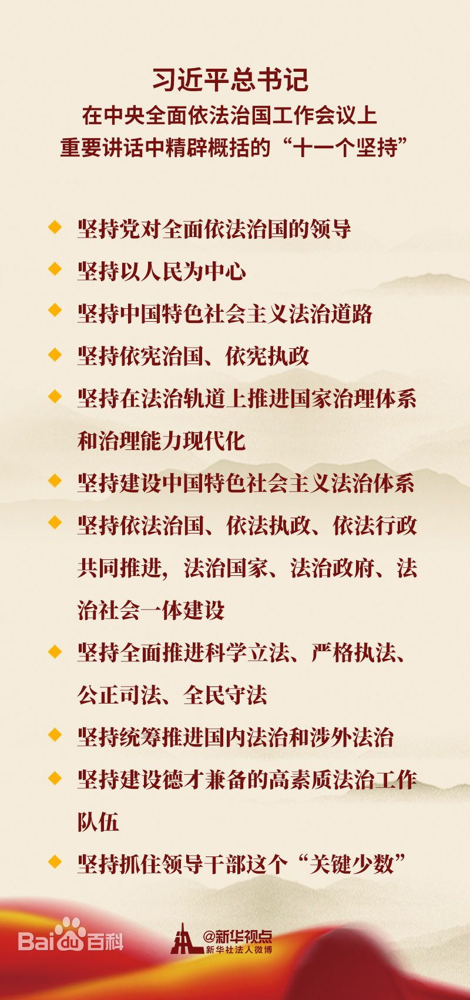 习近平总书记
在中央全面依法治国工作会议上
重要讲话中精辟概括的“十一个坚持”
坚持党对全面依法治国的领导
坚持以人民为中心
坚持中国特色社会主义法治道路
坚持依宪治国、依宪执政
坚持在法治轨道上推进国家治理体系
和治理能力现代化
坚持建设中国特色社会主义法治体系
坚持依法治国、依法执政、依法行政
共同推进，法治国家、法治政府、法
治社会一体建设
坚持全面推进科学立法、严格执法、
公正司法、全民守法
坚持统筹推进国内法治和涉外法治
坚持建设德才兼备的高素质法治工作
队伍
坚持抓住领导干部这个“关键少数”
Bai du 百科
@新华视点
新华社法人微博